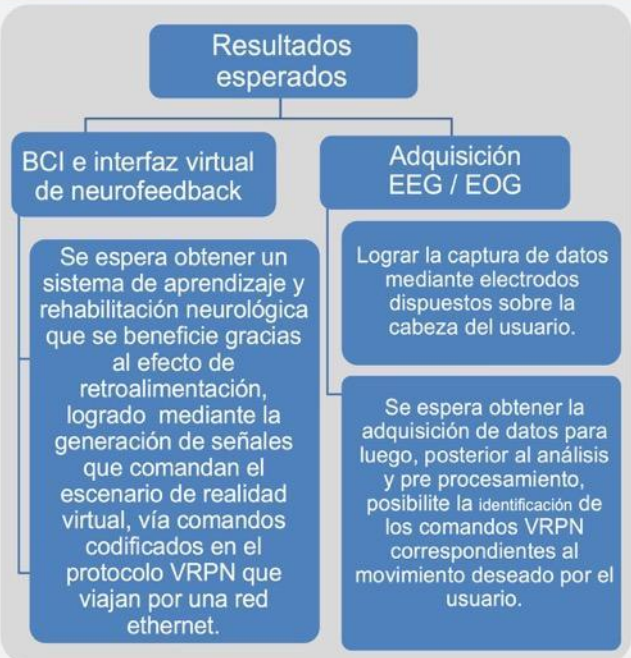 Resultados
esperados
BCI e interfaz virtual
de neurofeedback
Adquisición
EEG / EOG
Se espera obtener un
sistema de aprendizaje y
rehabilitación neurológica
que se beneficie gracias
al efecto de
retroalimentación,
logrado mediante la
generación de señales
que comandan el
escenario de realidad
virtual, vía comandos
codificados en el
protocolo VRPN que
viajan por una red
ethernet.
Lograr la captura de datos
mediante electrodos
dispuestos sobre la
cabeza del usuario.
Se espera obtener la
adquisición de datos para
luego, posterior al análisis
y pre procesamiento,
posibilite la identificación de
los comandos VRPN
correspondientes al
movimiento deseado por el
usuario.